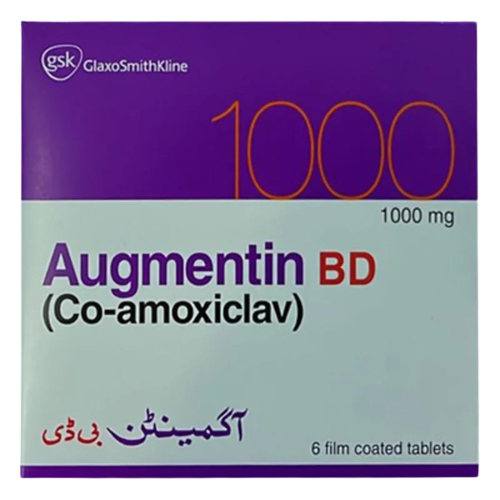 gsk GlaxoSmithKline
1000
1000 mg
Augmentin BD
(Co-amoxiclav)
آگمینٹن بی ڈی
6 film coated tablets